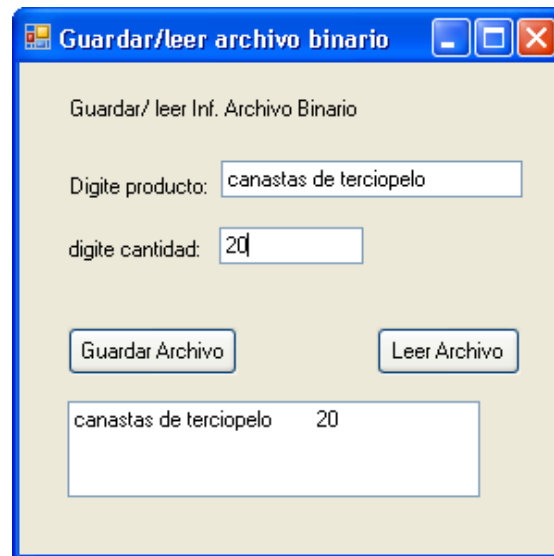 Guardar/leer archivo binario
Guardar/ leer Inf. Archivo Binario
Digite producto: canastas de terciopelo
digite cantidad: 20
Guardar Archivo Leer Archivo
canastas de terciopelo 20